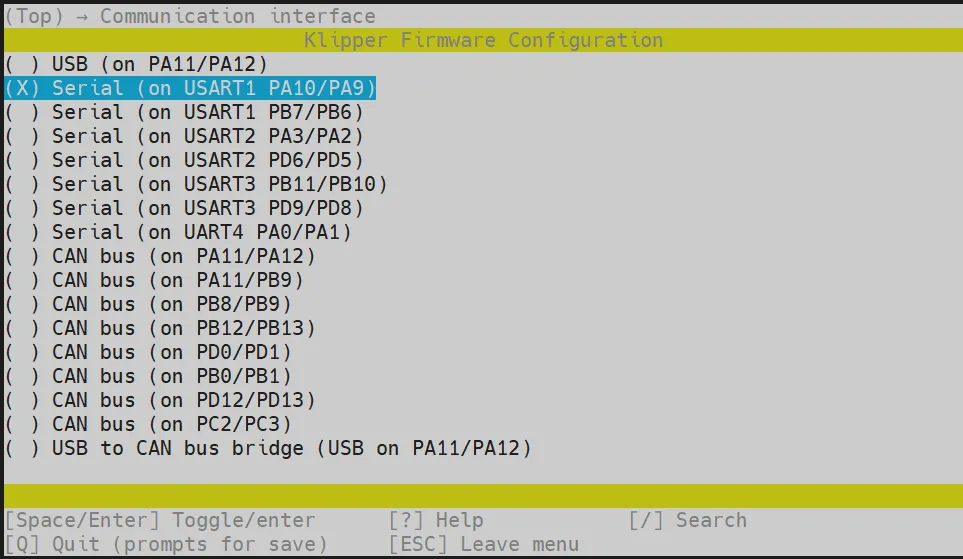 (Top) → Communication interface
Klipper Firmware Configuration
( ) USB (on PA11/PA12)
(X) Serial (on USART1 PA10/PA9)
( ) Serial (on USART1 PB7/PB6)
( ) Serial (on USART2 PA3/PA2)
( ) Serial (on USART2 PD6/PD5)
( ) Serial (on USART3 PB11/PB10)
( ) Serial (on USART3 PD9/PD8)
( ) Serial (on UART4 PA0/PA1)
( ) CAN bus (on PA11/PA12)
( ) CAN bus (on PA11/PB9)
( ) CAN bus (on PB8/PB9)
( ) CAN bus (on PB12/PB13)
( ) CAN bus (on PD0/PD1)
( ) CAN bus (on PB0/PB1)
( ) CAN bus (on PD12/PD13)
( ) CAN bus (on PC2/PC3)
( ) USB to CAN bus bridge (USB on PA11/PA12)
[Space/Enter] Toggle/enter [?] Help [/] Search
[Q] Quit (prompts for save) [ESC] Leave menu